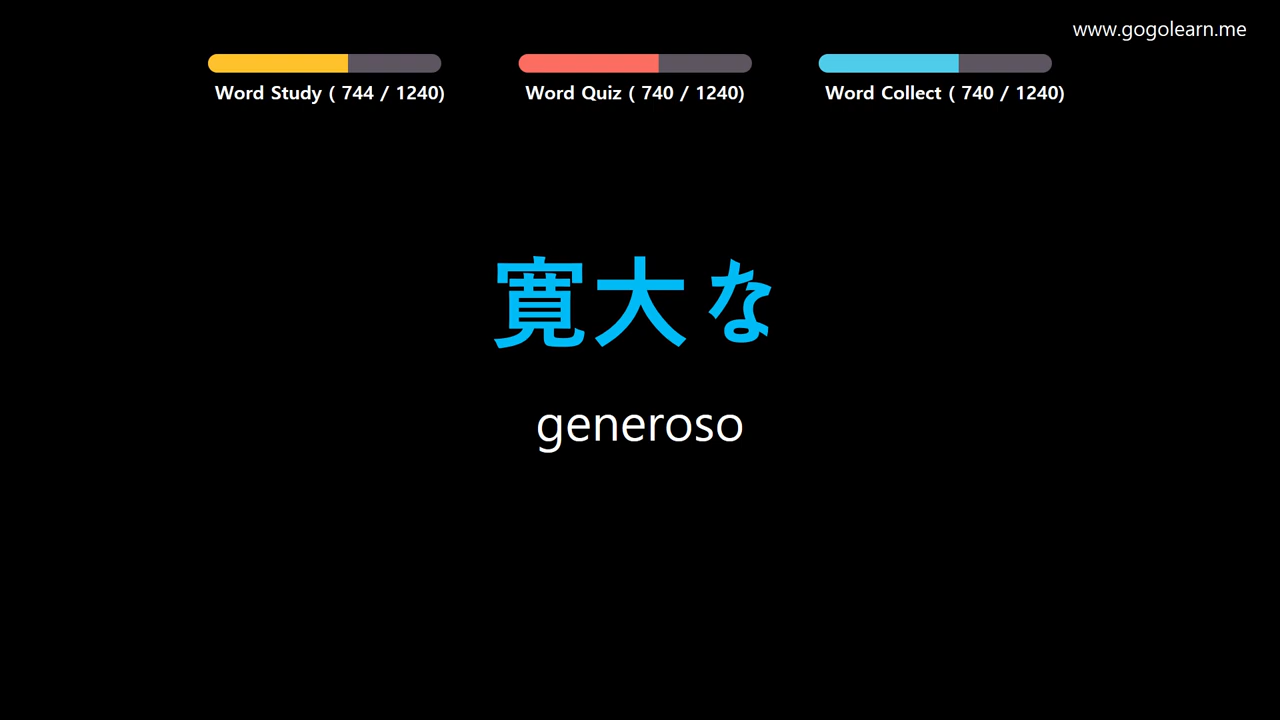 www.gogolearn.me
Word Study ( 744 / 1240)
Word Quiz ( 740 / 1240)
Word Collect ( 740 / 1240)
寛大な
generoso